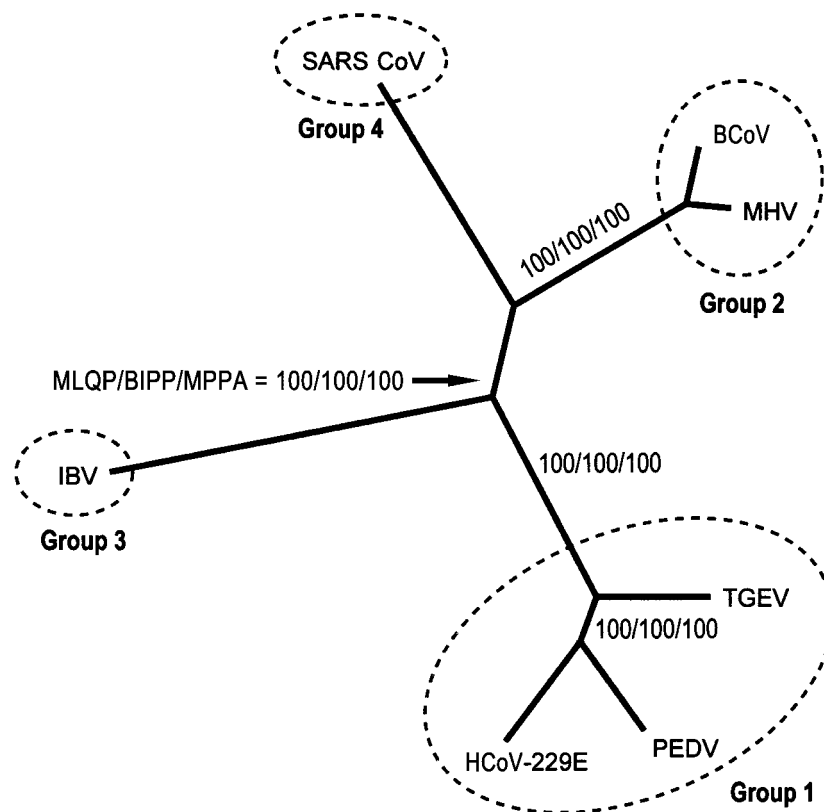 SARS CoV
Group 4
BCoV
MHV
100/100/100
Group 2
MLQP/BIPP/MPPA = 100/100/100
IBV
Group 3
100/100/100
TGEV
100/100/100
HCoV-229E
PEDV
Group 1